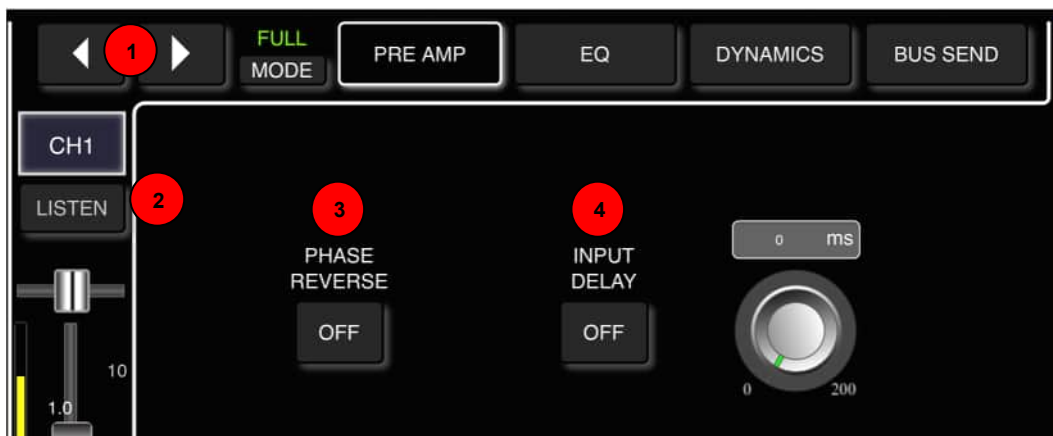 1
FULL
MODE
PRE AMP
EQ
DYNAMICS
BUS SEND
CH1
LISTEN
2
3
4
PHASE
REVERSE
OFF
INPUT
DELAY
OFF
0 ms
0 200
10
1.0